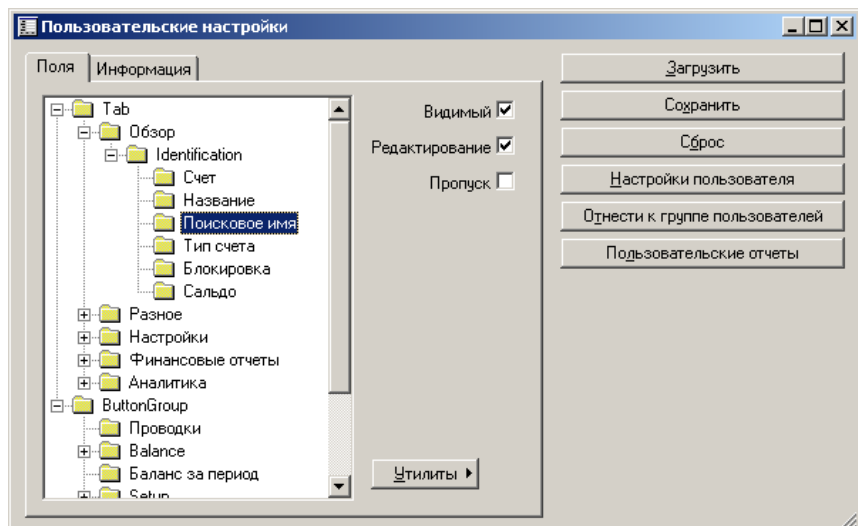 Пользовательские настройки
Поля
Информация
Загрузить
Сохранить
Сброс
Настройки пользователя
Отнести к группе пользователей
Пользовательские отчеты
Tab
Обзор
Identification
Счет
Название
Поисковое имя
Тип счета
Блокировка
Сальдо
Разное
Настройки
Финансовые отчеты
Аналитика
ButtonGroup
Проводки
Balance
Баланс за период
Setup
Видимый
Редактирование
Пропуск
Утилиты